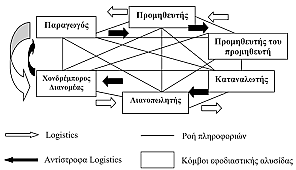 Παραγωγός
Προμηθευτής
Προμηθευτής του
προμηθευτή
Χονδρέμπορος
Διανομέας
Καταναλωτής
Λιανοπωλητής
Logistics
Ροή πληροφοριών
Αντίστροφα Logistics
Κόμβοι εφοδιαστικής αλυσίδας